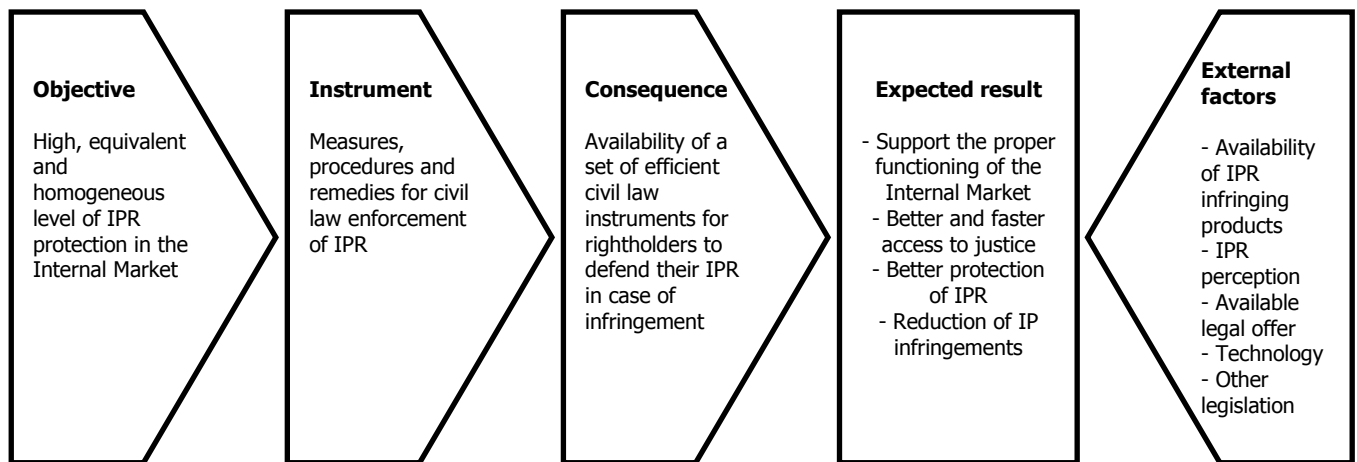 Objective
High, equivalent
and
homogeneous
level of IPR
protection in the
Internal Market
Instrument
Measures,
procedures and
remedies for civil
law enforcement
of IPR
Consequence
Availability of a
set of efficient
civil law
instruments for
rightholders to
defend their IPR
in case of
infringement
Expected result
- Support the proper
functioning of the
Internal Market
- Better and faster
access to justice
- Better protection
of IPR
- Reduction of IP
infringements
External
factors
- Availability
of IPR
infringing
products
- IPR
perception
- Available
legal offer
- Technology
- Other
legislation